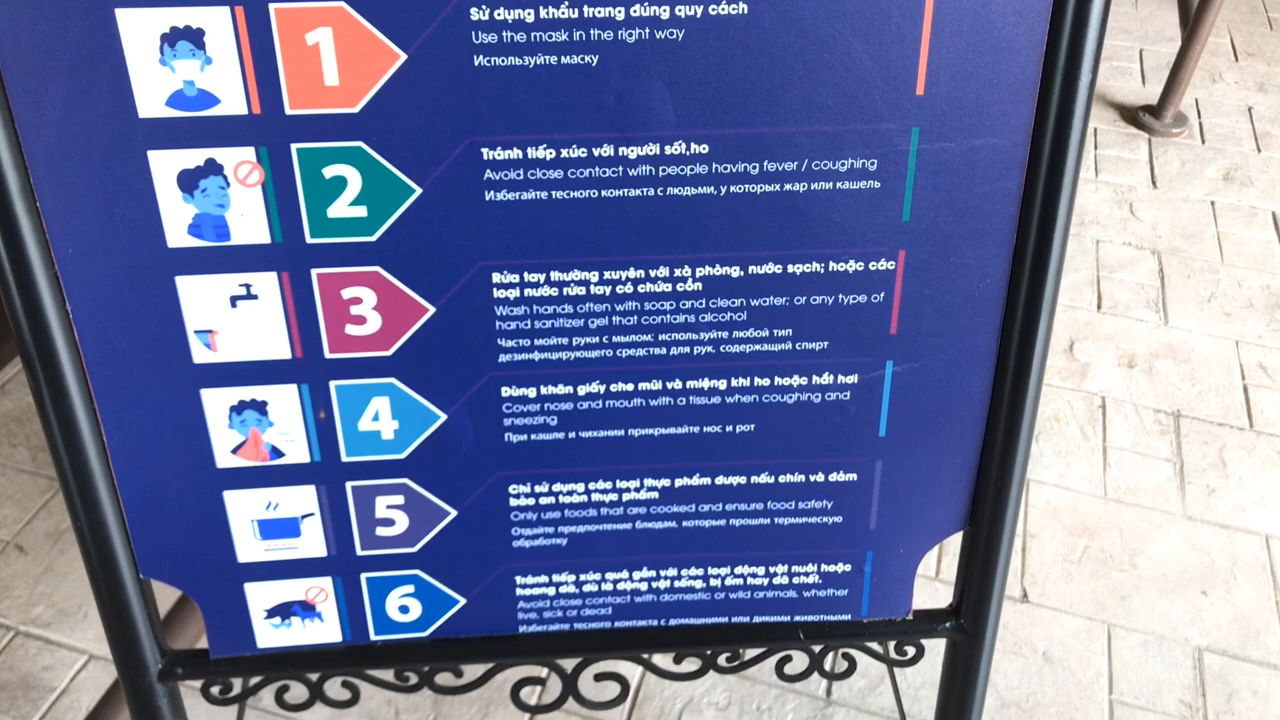 1
Sử dụng khẩu trang đúng quy cách
Use the mask in the right way
Используйте маску
2
Tránh tiếp xúc với người sốt,ho
Avoid close contact with people having fever / coughing
Избегайте тесного контакта с людьми, у которых жар или кашель
3
Rửa tay thường xuyên với xà phòng, nước sạch; hoặc các
loại nước rửa tay có chứa cồn
Wash hands often with soap and clean water; or any type of
hand sanitizer gel that contains alcohol
Часто мойте руки с мылом; используйте любой тип
дезинфицирующего средства для рук, содержащий спирт
4
Dùng khăn giấy che mũi và miệng khi ho hoặc hắt hơi
Cover nose and mouth with a tissue when coughing and
sneezing
При кашле и чихании прикрывайте нос и рот
5
Chỉ sử dụng các loại thực phẩm được nấu chín và đảm
bảo an toàn thực phẩm
Only use foods that are cooked and ensure food safety
Отдайте предпочтение блюдам, которые прошли термическую
обработку
6
Tránh tiếp xúc quá gần với các loại động vật nuôi hoặc
hoang dã, dù là động vật sống, bị ốm hay đã chết.
Avoid close contact with domestic or wild animals, whether
live, sick or dead
Избегайте тесного контакта с домашними или дикими животными